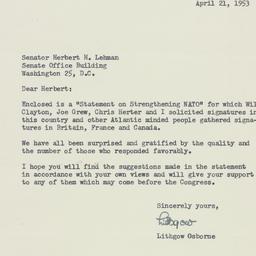 April 21, 1953
Senator Herbert H. Lehman
Senate Office Building
Washington 25, D.C.
Dear Herbert:
Enclosed is a "Statement on Strengthening NATO" for which Wil
Clayton, Joe Grew, Chris Herter and I solicited signatures in
this country and other Atlantic minded people gathered signa-
tures in Britain, France and Canada.
We have all been surprised and gratified by the quality and
the number of those who responded favorably.
I hope you will find the suggestions made in the statement
in accordance with your own views and will give your support
to any of them which may come before the Congress.
Sincerely yours,
Lithgow
Lithgow Osborne